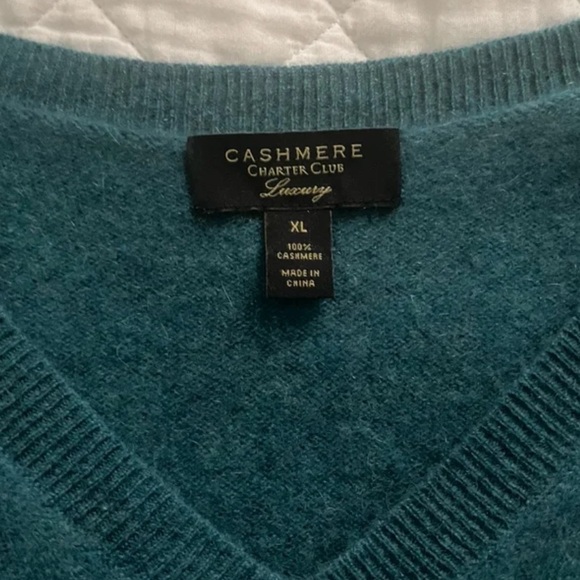 CASHMERE
CHARTER CLUB
Luxury
XL
100%
CASHMERE
MADE IN
CHINA